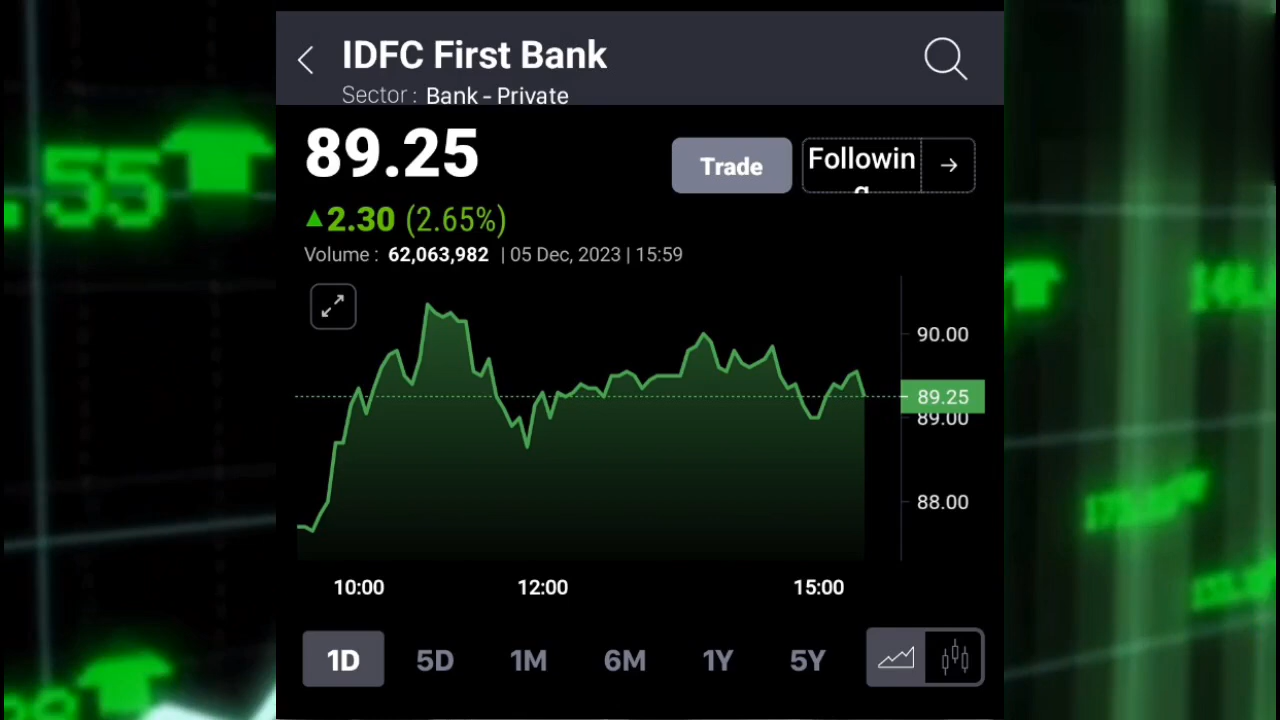 IDFC First Bank
Sector : Bank - Private
89.25
Trade
Followin
g
▲2.30 (2.65%)
Volume : 62,063,982 | 05 Dec, 2023 | 15:59
90.00
89.25
89.00
88.00
10:00 12:00 15:00
1D 5D 1M 6M 1Y 5Y
.55